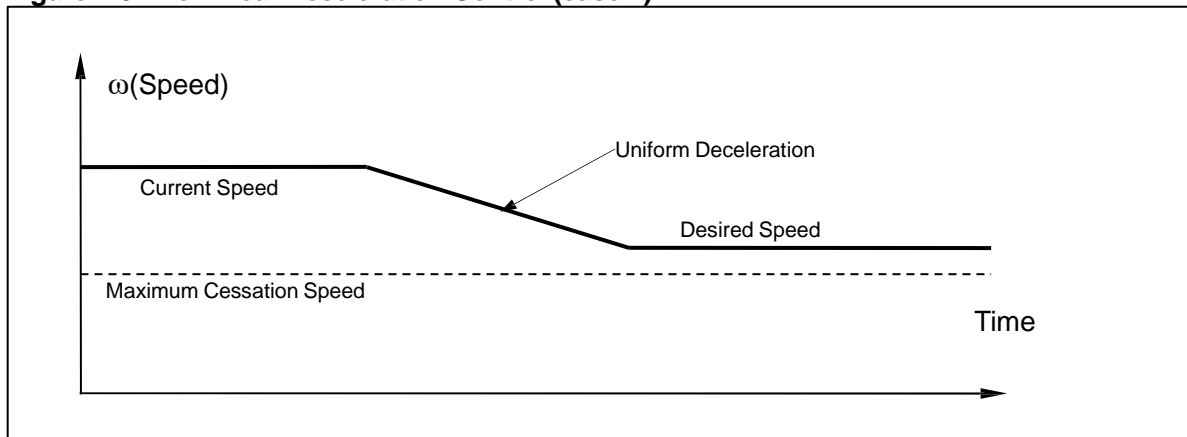 ω(Speed)
Uniform Deceleration
Current Speed
Desired Speed
Maximum Cessation Speed
Time